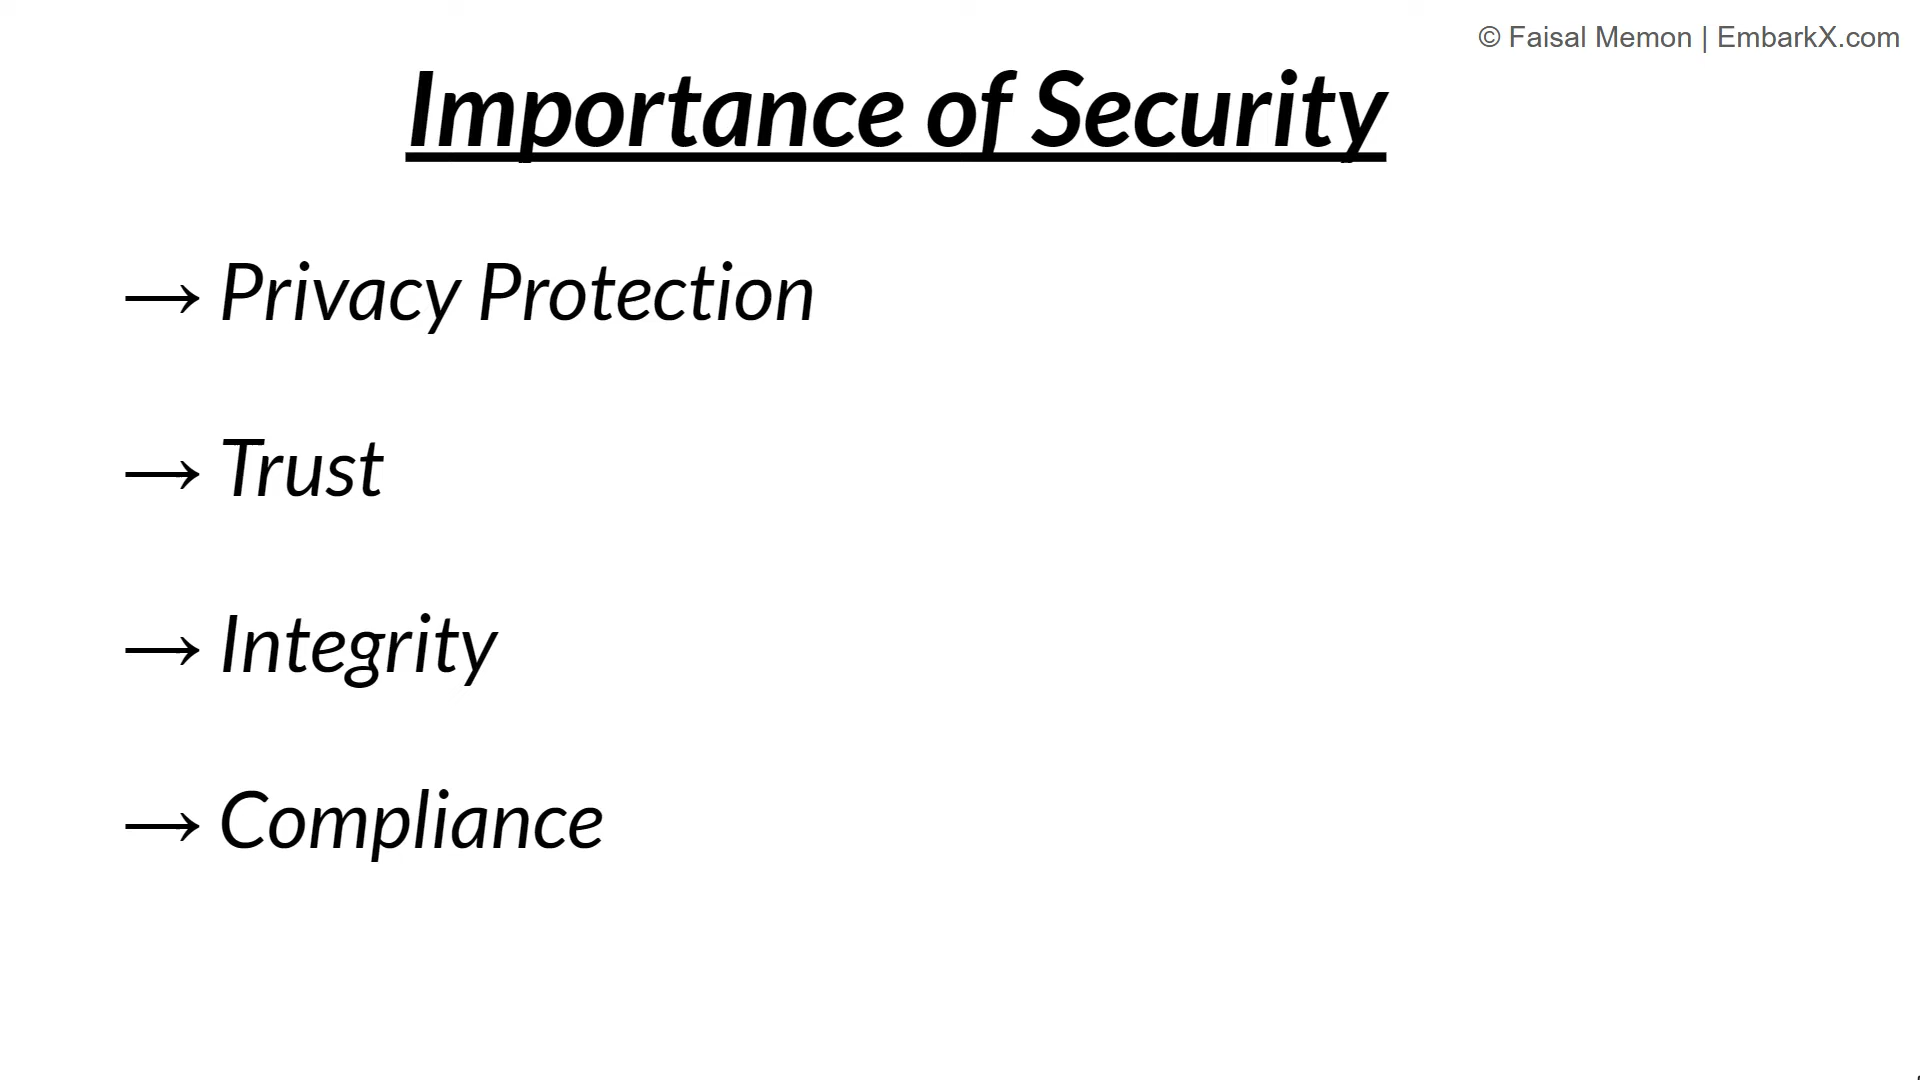 © Faisal Memon | EmbarkX.com
Importance of Security
→ Privacy Protection
→ Trust
→ Integrity
→ Compliance